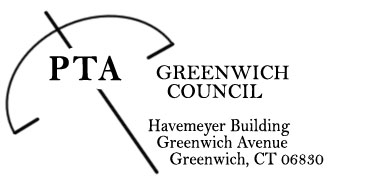 PTA
GREENWICH
COUNCIL
Havemeyer Building
Greenwich Avenue
Greenwich, CT 06830